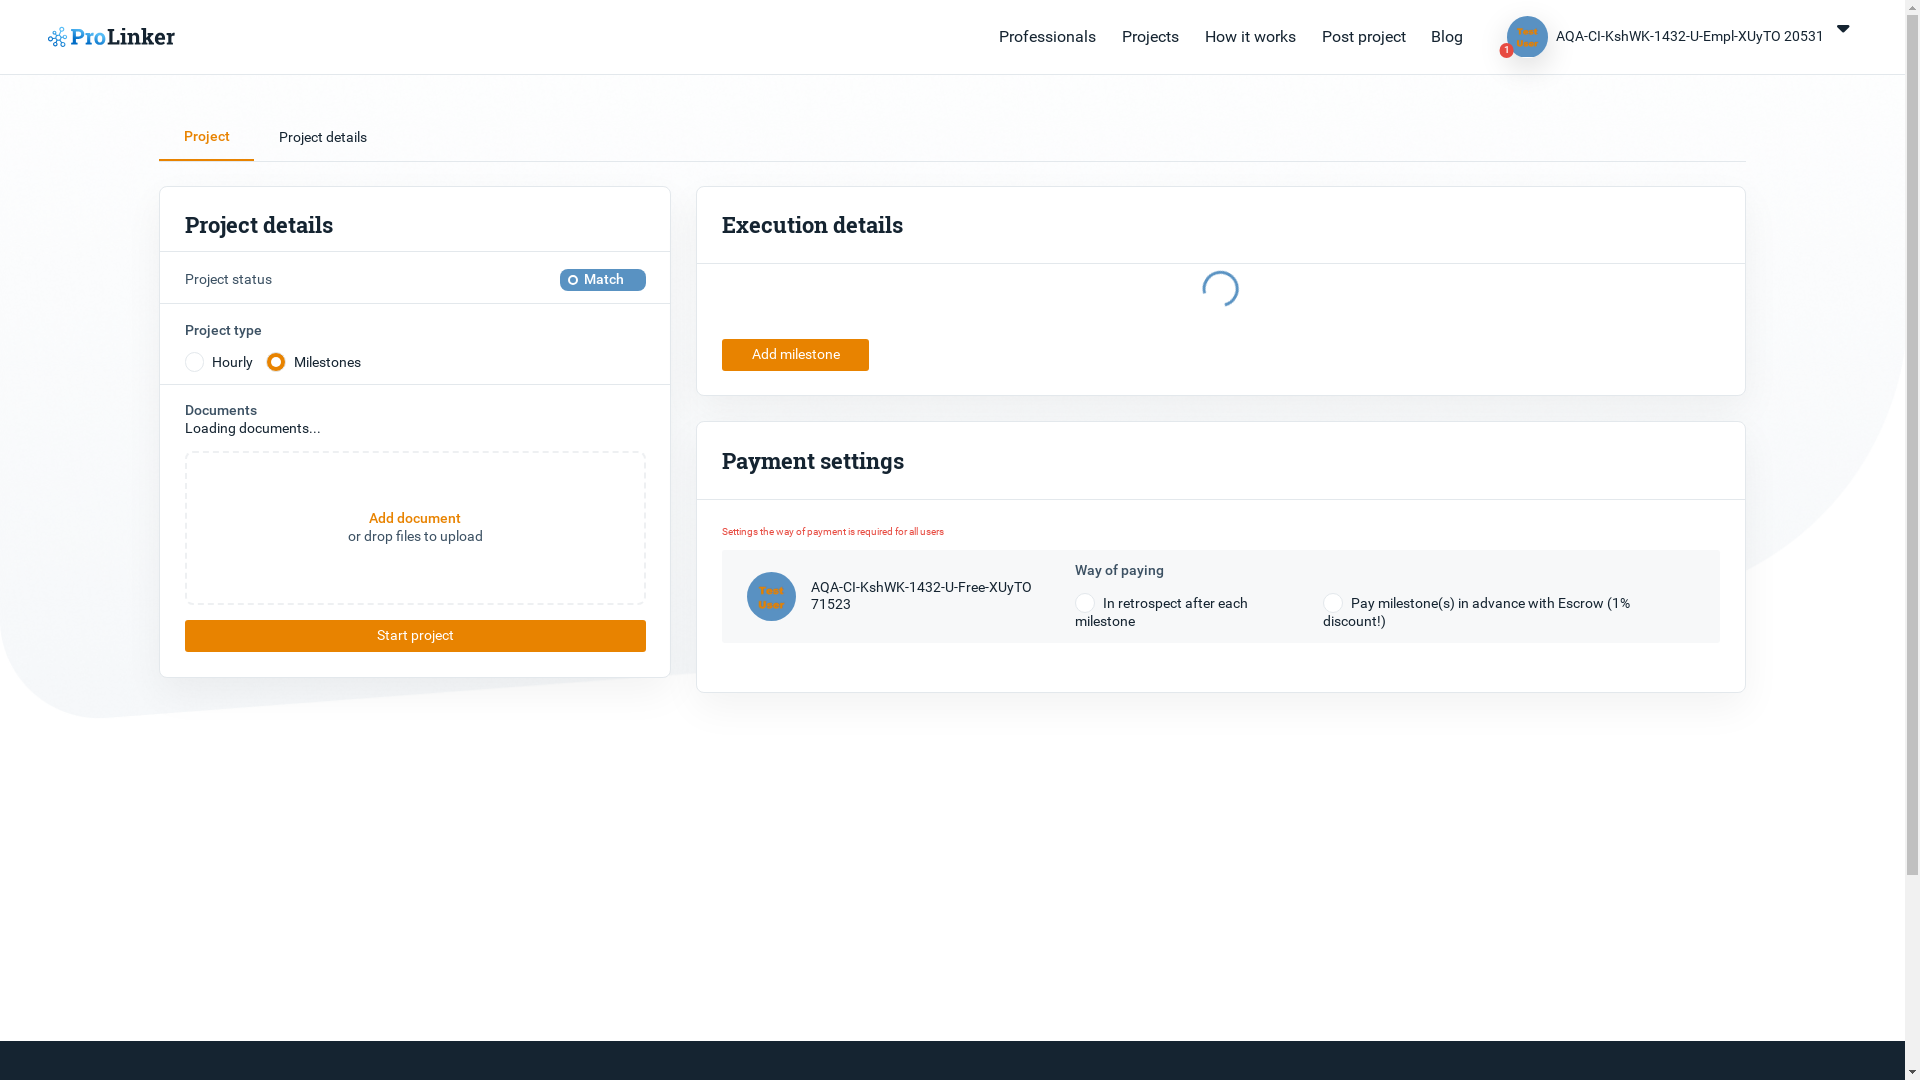 ProLinker
Professionals
Projects
How it works
Post project
Blog
Test
User
1
AQA-CI-KshWK-1432-U-Empl-XUyTO 20531
Project
Project details
Project details
Project status
Match
Project type
Hourly
Milestones
Documents
Loading documents...
Add document
or drop files to upload
Start project
Execution details
Add milestone
Payment settings
Settings the way of payment is required for all users
Test
User
AQA-CI-KshWK-1432-U-Free-XUyTO
71523
Way of paying
In retrospect after each
milestone
Pay milestone(s) in advance with Escrow (1%
discount!)